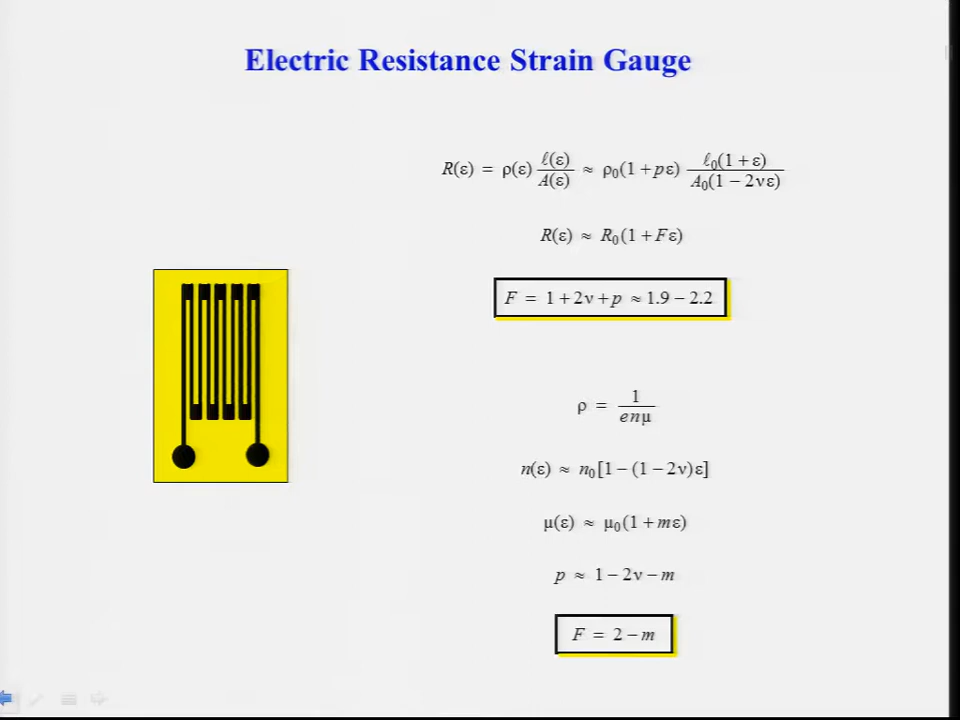 Electric Resistance Strain Gauge
R(ε) = ρ(ε) ℓ(ε)/A(ε) ≈ ρ₀(1 + pε) ℓ₀(1 + ε)/A₀(1 − 2νε)
R(ε) ≈ R₀(1 + Fε)
F = 1 + 2ν + p ≈ 1.9 − 2.2
ρ = 1/enμ
n(ε) ≈ n₀[1 − (1 − 2ν)ε]
μ(ε) ≈ μ₀(1 + mε)
p ≈ 1 − 2ν − m
F = 2 − m